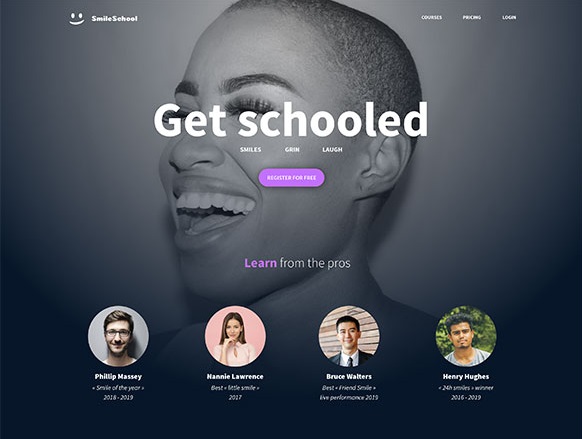 SmileSchool
COURSES PRICING LOGIN
Get schooled
SMILES GRIN LAUGH
REGISTER FOR FREE
Learn from the pros
Phillip Massey
« Smile of the year »
2018 - 2019
Hannie Lawrence
Best « little smile »
2017
Bruce Walters
Best « Friend Smile »
live performance 2019
Henry Hughes
« 24h smiles » winner
2016 - 2019